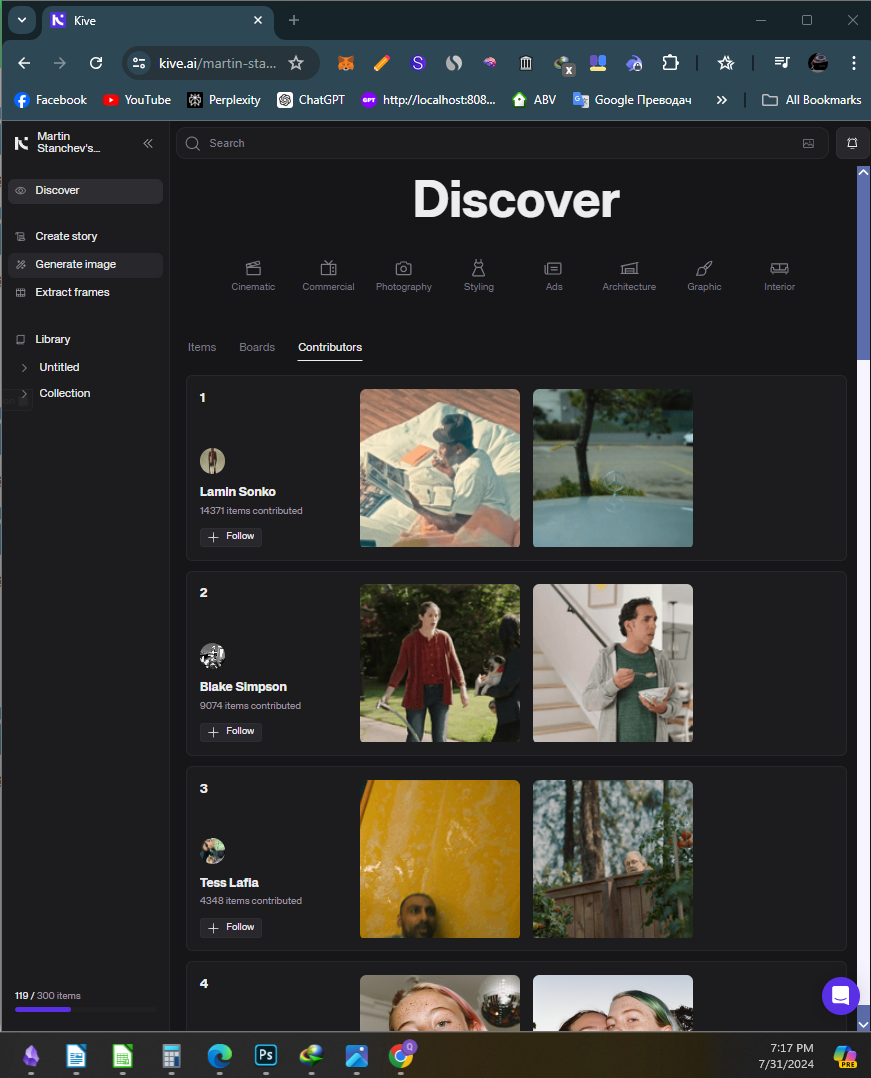 Kive
kive.ai/martin-sta...
Facebook
YouTube
Perplexity
ChatGPT
GPT
http://localhost:808...
ABV
Google Преводач
All Bookmarks
Martin
Stanchev's...
Search
Discover
Create story
Generate image
Extract frames
Library
Untitled
Collection
Discover
Cinematic
Commercial
Photography
Styling
Ads
Architecture
Graphic
Interior
Items
Boards
Contributors
1
Lamin Sonko
14371 items contributed
Follow
2
Blake Simpson
9074 items contributed
Follow
3
Tess Lafia
4348 items contributed
Follow
4
119 / 300 items
Ps
7:17 PM
7/31/2024
PRE